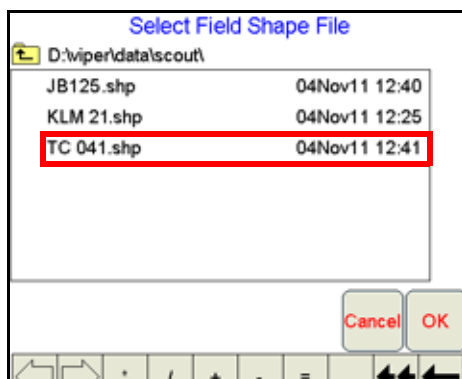 Select Field Shape File
D:\viper\data\scout\
JB125.shp 04Nov11 12:40
KLM 21.shp 04Nov11 12:25
TC 041.shp 04Nov11 12:41
Cancel OK